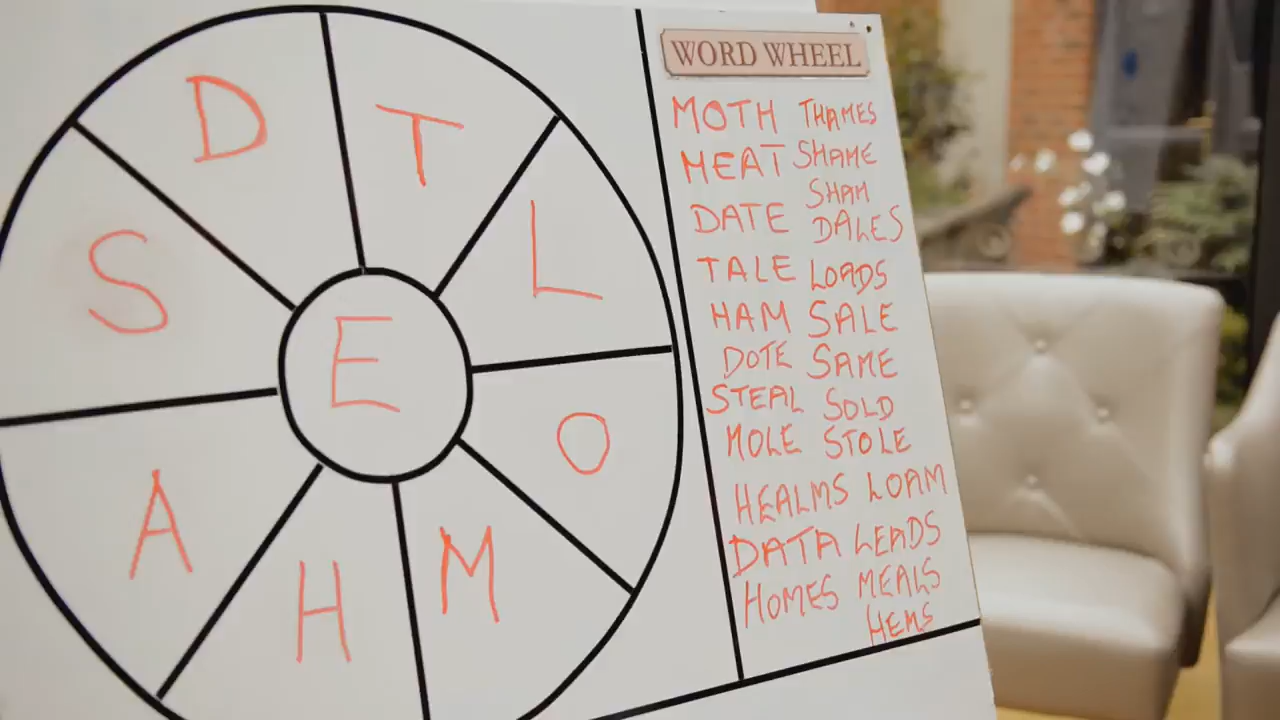 WORD WHEEL
D
T
S
L
E
O
A
M
H
MOTH THAMES
MEAT SHAME
SHAM
DATE DALES
TALE LOADS
HAM SALE
DOTE SAME
STEAL SOLD
MOLE STOLE
HEALMS LOAM
DATA LEADS
HOMES MEALS
HEMS